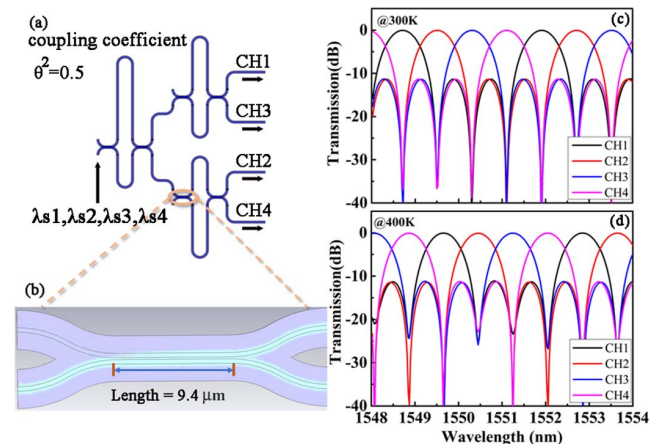 (a)
coupling coefficient
θ²=0.5
CH1
CH3
CH2
CH4
λs1,λs2,λs3,λs4
(b)
Length = 9.4 μm
@300K
(c)
Transmission(dB)
0
-10
-20
-30
-40
CH1
CH2
CH3
CH4
@400K
(d)
Transmission(dB)
0
-10
-20
-30
-40
CH1
CH2
CH3
CH4
1548 1549 1550 1551 1552 1553 1554
Wavelength (nm)